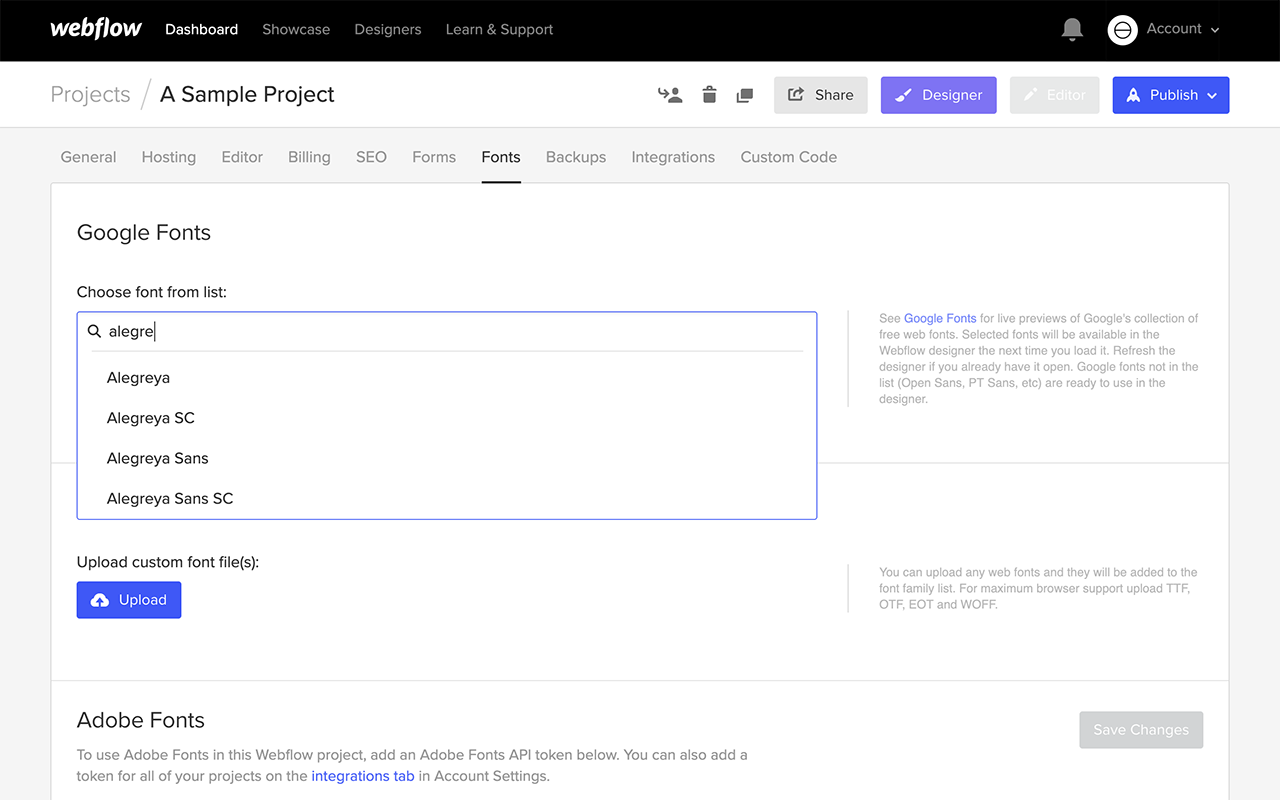 webflow Dashboard Showcase Designers Learn & Support Account
Projects / A Sample Project Share Designer Editor Publish
General Hosting Editor Billing SEO Forms Fonts Backups Integrations Custom Code
Google Fonts
Choose font from list:
alegre
Alegreya
Alegreya SC
Alegreya Sans
Alegreya Sans SC
See Google Fonts for live previews of Google's collection of
free web fonts. Selected fonts will be available in the
Webflow designer the next time you load it. Refresh the
designer if you already have it open. Google fonts not in the
list (Open Sans, PT Sans, etc) are ready to use in the
designer.
Upload custom font file(s):
Upload
You can upload any web fonts and they will be added to the
font family list. For maximum browser support upload TTF,
OTF, EOT and WOFF.
Adobe Fonts
Save Changes
To use Adobe Fonts in this Webflow project, add an Adobe Fonts API token below. You can also add a
token for all of your projects on the integrations tab in Account Settings.